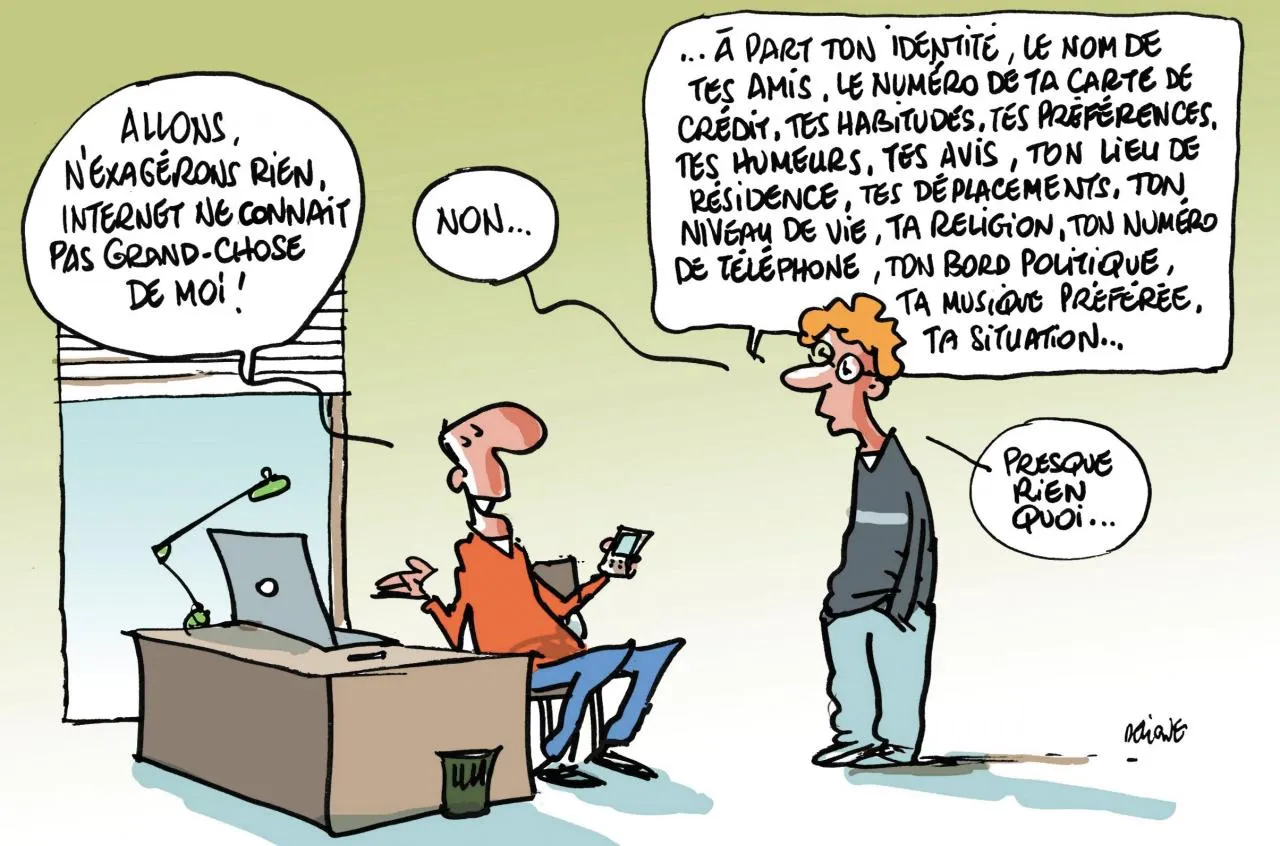 ALLONS,
N'EXAGÉRONS RIEN,
INTERNET NE CONNAIT
PAS GRAND-CHOSE
DE MOI !
NON...
... À PART TON IDENTITÉ, LE NOM DE
TES AMIS, LE NUMÉRO DE TA CARTE DE
CRÉDIT, TES HABITUDES, TES PRÉFÉRENCES,
TES HUMEURS, TES AVIS, TON LIEU DE
RÉSIDENCE, TES DÉPLACEMENTS, TON
NIVEAU DE VIE, TA RELIGION, TON NUMÉRO
DE TÉLÉPHONE, TON BORD POLITIQUE,
TA MUSIQUE PRÉFÉRÉE,
TA SITUATION...
PRESQUE
RIEN
QUOI...
DELIGNE